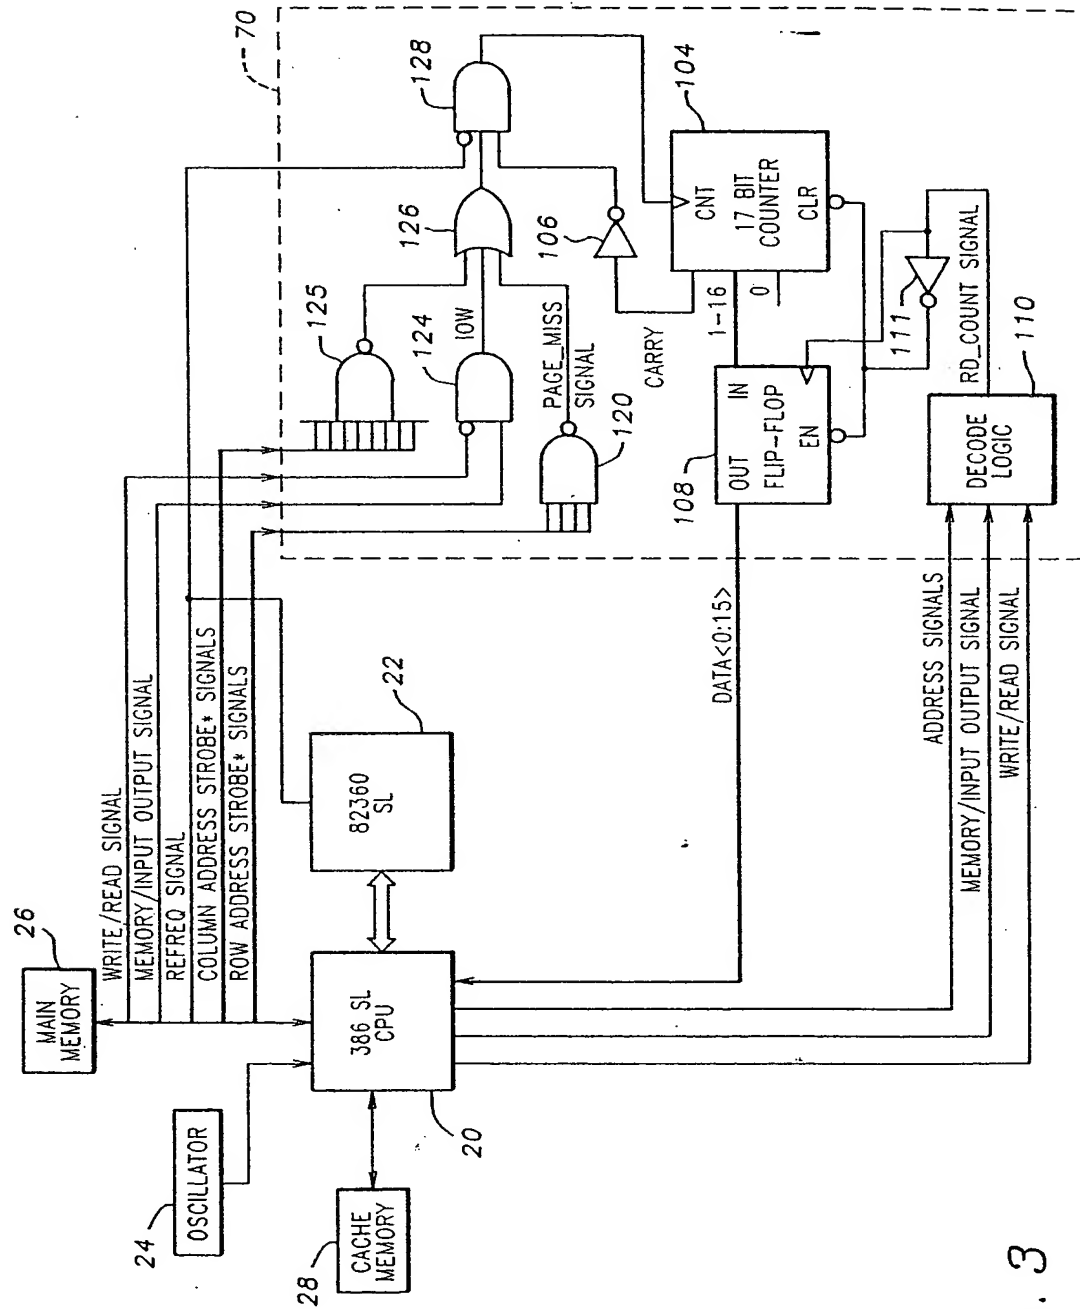 26
MAIN
MEMORY
24
OSCILLATOR
28
CACHE
MEMORY
386 SL
CPU
20
82360
SL
22
WRITE/READ SIGNAL
MEMORY/INPUT OUTPUT SIGNAL
REFREQ SIGNAL
COLUMN ADDRESS STROBE* SIGNALS
ROW ADDRESS STROBE* SIGNALS
70
125
124
IOW
126
128
PAGE_MISS
SIGNAL
120
106
CARRY
104
CNT
17 BIT
COUNTER
CLR
1-16
0
108
OUT
IN
FLIP-FLOP
EN
DATA<0:15>
111
RD_COUNT SIGNAL
DECODE
LOGIC
110
ADDRESS SIGNALS
MEMORY/INPUT OUTPUT SIGNAL
WRITE/READ SIGNAL
. 3